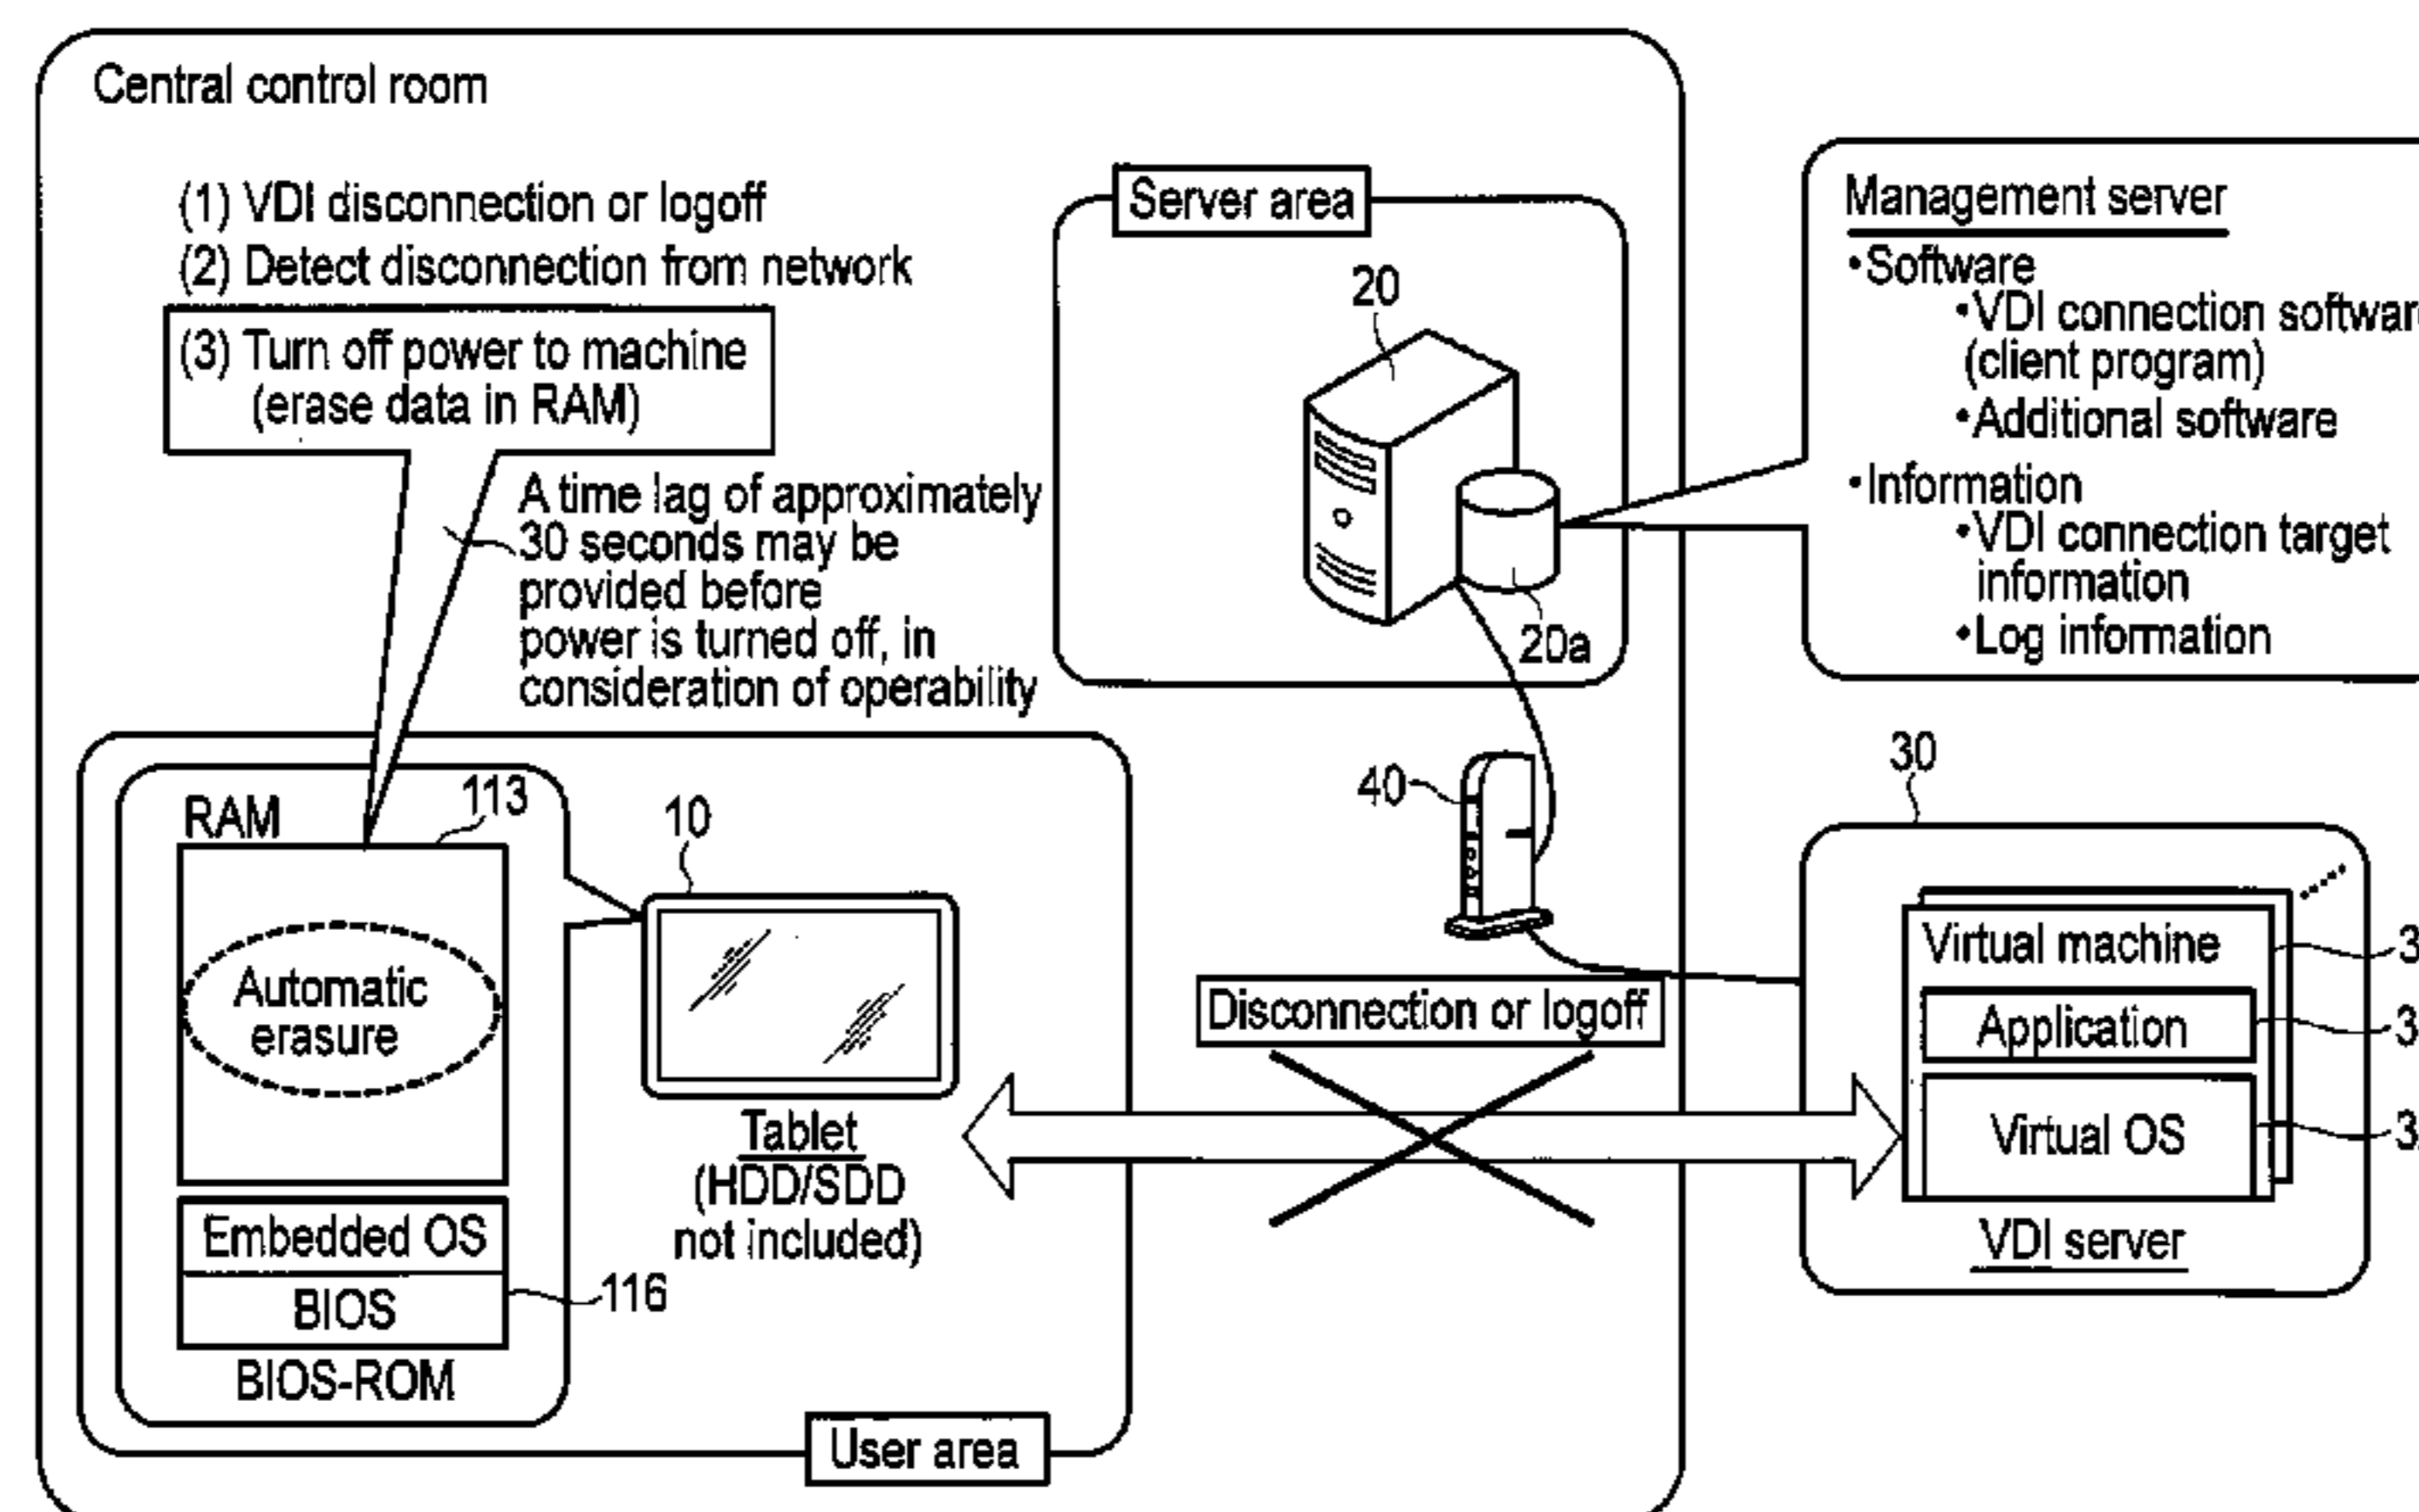 Central control room
(1) VDI disconnection or logoff
(2) Detect disconnection from network
(3) Turn off power to machine
(erase data in RAM)
A time lag of approximately
30 seconds may be
provided before
power is turned off, in
consideration of operability
Server area
20
20a
Management server
•Software
•VDI connection
(client program)
•Additional software
•Information
•VDI connection target
information
•Log information
RAM
113
Automatic
erasure
Embedded OS
BIOS
116
BIOS-ROM
10
Tablet
(HDD/SDD
not included)
User area
40
Disconnection or logoff
30
Virtual machine
Application
Virtual OS
VDI server